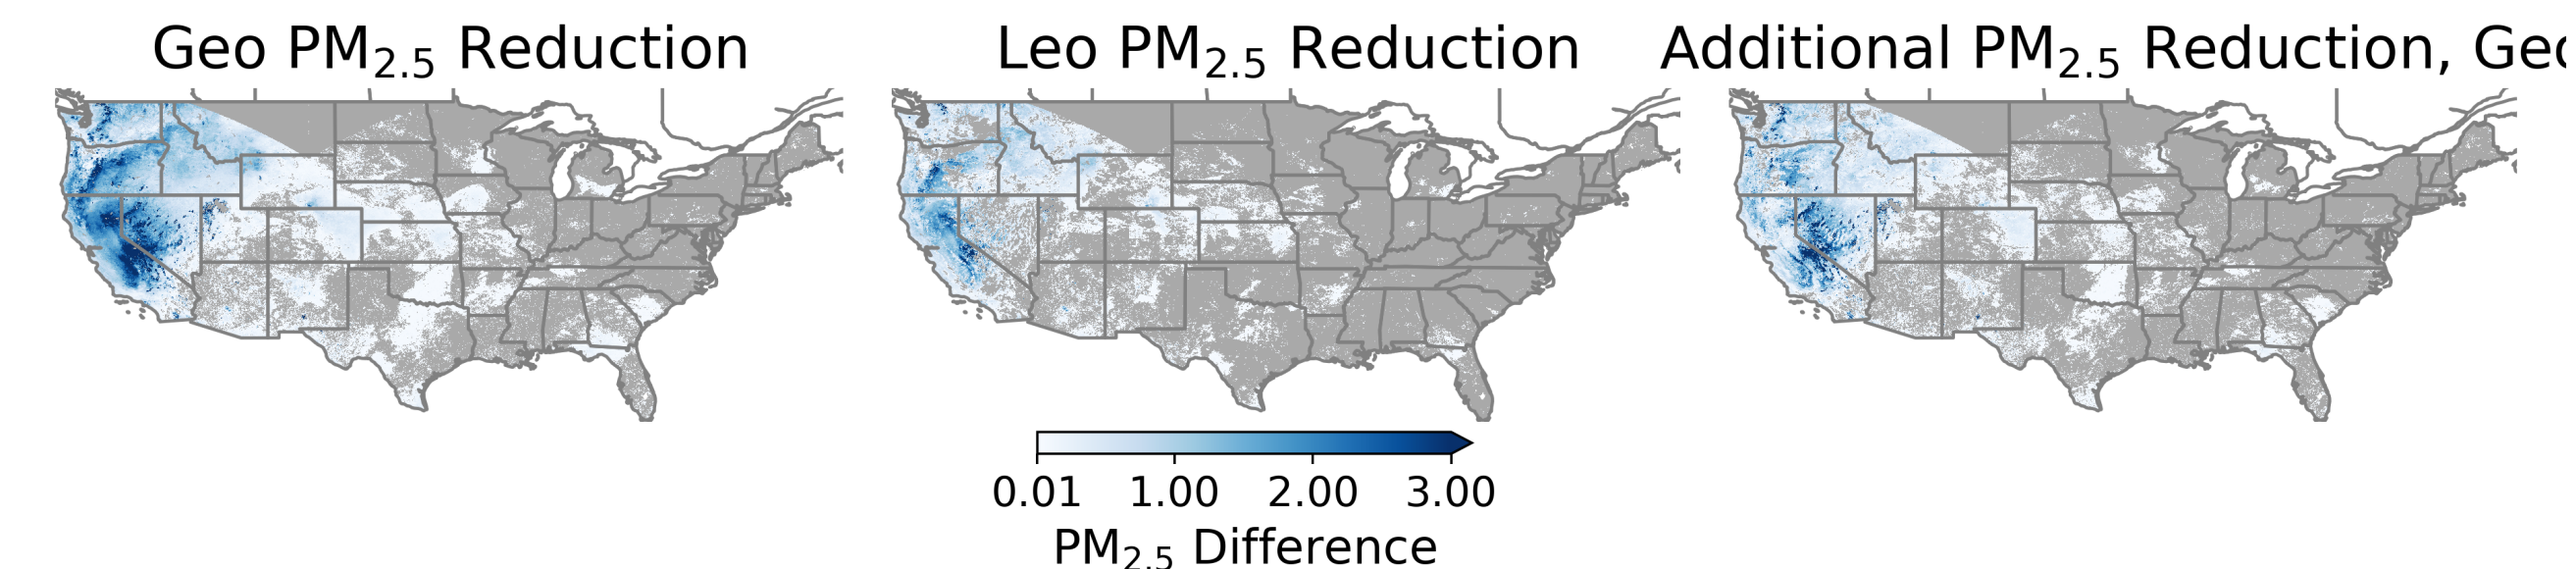 Geo PM2.5 Reduction
Leo PM2.5 Reduction
Additional PM2.5 Reduction, Geo
0.01 1.00 2.00 3.00
PM2.5 Difference